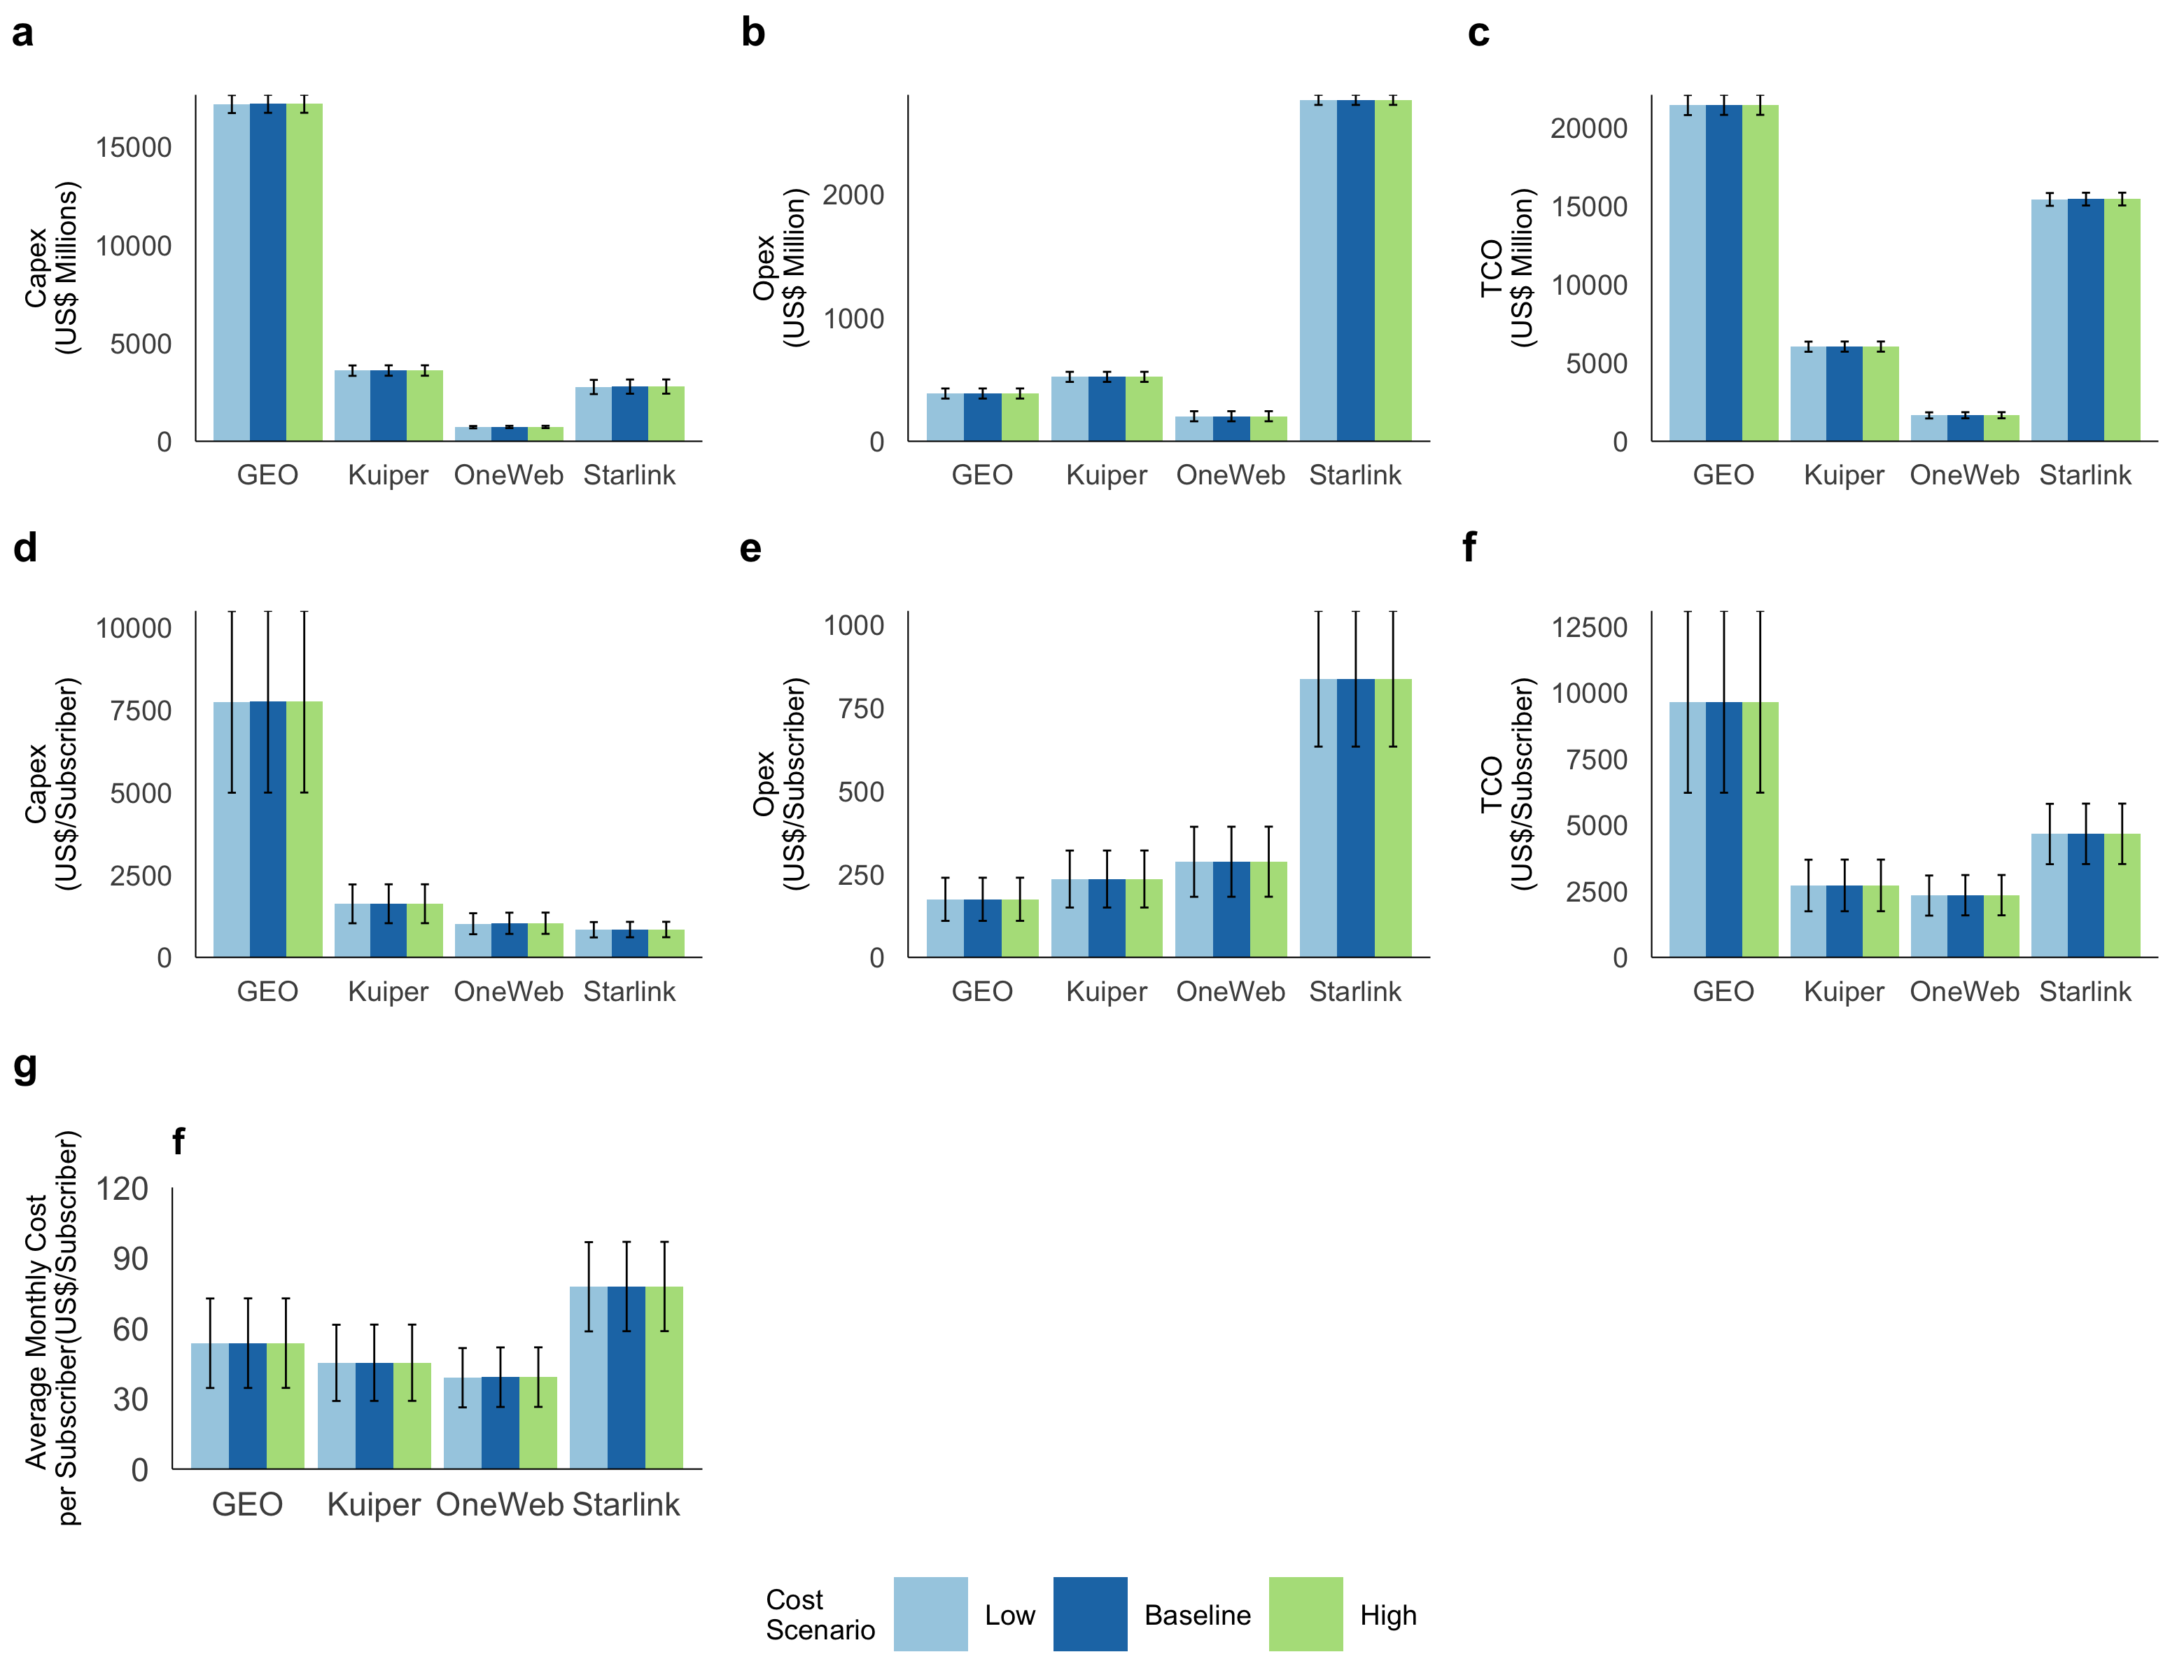 a
Capex
(US$ Millions)
15000
10000
5000
0
GEO Kuiper OneWeb Starlink
b
Opex
(US$ Million)
2000
1000
0
GEO Kuiper OneWeb Starlink
c
TCO
(US$ Million)
20000
15000
10000
5000
0
GEO Kuiper OneWeb Starlink
d
Capex
(US$/Subscriber)
10000
7500
5000
2500
0
GEO Kuiper OneWeb Starlink
e
Opex
(US$/Subscriber)
1000
750
500
250
0
GEO Kuiper OneWeb Starlink
f
TCO
(US$/Subscriber)
12500
10000
7500
5000
2500
0
GEO Kuiper OneWeb Starlink
g
f
Average Monthly Cost
per Subscriber(US$/Subscriber)
120
90
60
30
0
GEO Kuiper OneWeb Starlink
Cost
Scenario
Low
Baseline
High